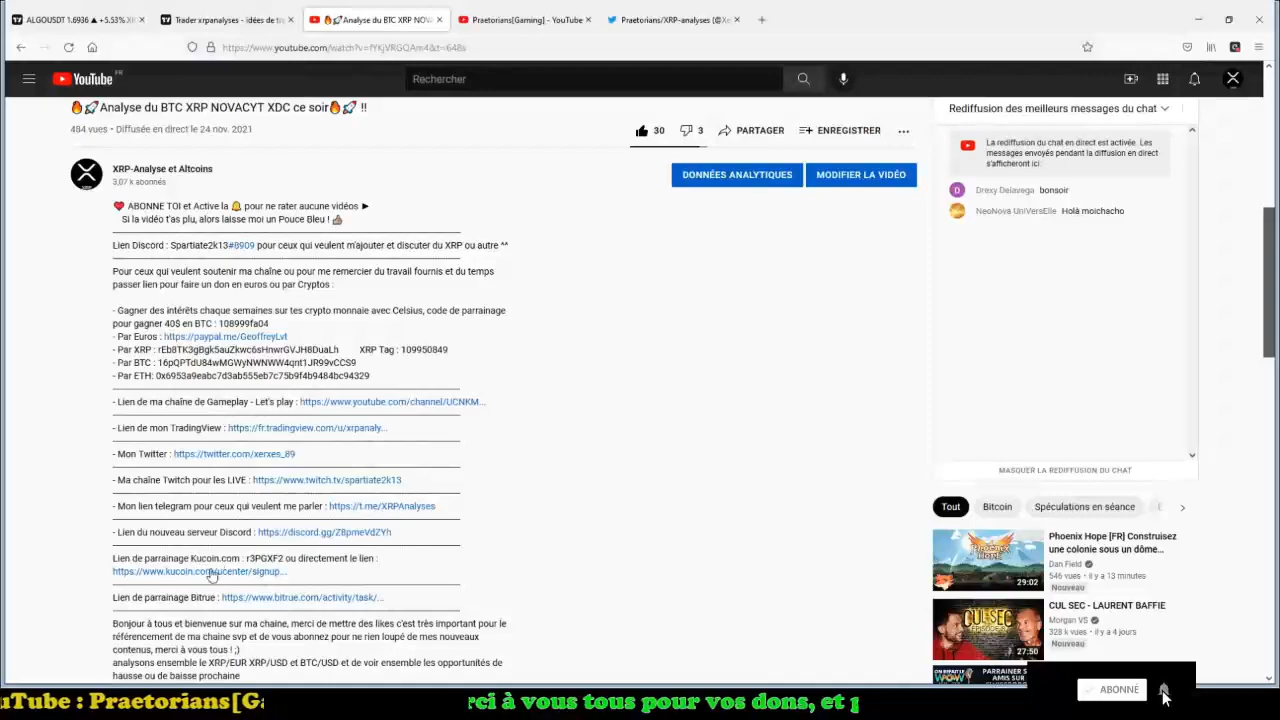 ALGOUSDT 1.6936 ▲ +5.53%
Trader xrpanalyses - idées de
🔥🚀Analyse du BTC XRP
Praetorians[Gaming] - YouTube
Praetorians/XRP-analyses
https://www.youtube.com/watch?v=fYKjVRGQAm4&t=648s
YouTube FR
Rechercher
🔥🚀Analyse du BTC XRP NOVACYT XDC ce soir🔥🚀 !!
484 vues • Diffusée en direct le 24 nov. 2021
30
3
PARTAGER
ENREGISTRER
XRP-Analyse et Altcoins
3,07 k abonnés
DONNÉES ANALYTIQUES
MODIFIER LA VIDÉO
❤️ ABONNE TOI et Active la 🔔 pour ne rater aucunes vidéos ►
Si la vidéo t'as plu, alors laisse moi un Pouce Bleu ! 👍🏽
Lien Discord : Spartiate2k13#8909 pour ceux qui veulent m'ajouter et discuter du XRP ou autre ^^
Pour ceux qui veulent soutenir ma chaîne ou pour me remercier du travail fournis et du temps
passer lien pour faire un don en euros ou par Cryptos :
- Gagner des intérêts chaque semaines sur tes crypto monnaie avec Celsius, code de parrainage
pour gagner 40$ en BTC : 108999fa04
- Par Euros : https://paypal.me/GeoffreyLvt
- Par XRP : rEb8TK3gBgk5auZkwc6sHnwrGVJH8DuaLh XRP Tag : 109950849
- Par BTC : 16pQPTdU84wMGWyNWNWW4qnt1JR99vCCS9
- Par ETH: 0x6953a9eabc7d3ab555eb7c75b9f4b9484bc94329
- Lien de ma chaîne de Gameplay - Let's play : https://www.youtube.com/channel/UCNKM...
- Lien de mon TradingView : https://fr.tradingview.com/u/xrpanaly...
- Mon Twitter : https://twitter.com/xerxes_89
- Ma chaîne Twitch pour les LIVE : https://www.twitch.tv/spartiate2k13
- Mon lien telegram pour ceux qui veulent me parler : https://t.me/XRPAnalyses
- Lien du nouveau serveur Discord : https://discord.gg/Z8pmeVdZYh
Lien de parrainage Kucoin.com : r3PGXF2 ou directement le lien :
https://www.kucoin.com/ucenter/signup...
Lien de parrainage Bitrue : https://www.bitrue.com/activity/task/...
Bonjour à tous et bienvenue sur ma chaine, merci de mettre des likes c'est très important pour le
référencement de ma chaine svp et de vous abonnez pour ne rien loupé de mes nouveaux
contenus, merci à vous tous ! ;)
analysons ensemble le XRP/EUR XRP/USD et BTC/USD et de voir ensemble les opportunités de
hausse ou de baisse prochaine
Rediffusion des meilleurs messages du chat
La rediffusion du chat en direct est activée. Les
messages envoyés pendant la diffusion en direct
s'afficheront ici.
Drexy Delavega bonsoir
NeoNova UniVersElle Holà moichacho
MASQUER LA REDIFFUSION DU CHAT
Tout
Bitcoin
Spéculations en séance
Phoenix Hope [FR] Construisez
une colonie sous un dôme...
Dan Field
546 vues • il y a 13 minutes
Nouveau
29:02
CUL SEC - LAURENT BAFFIE
Morgan VS
328 k vues • il y a 4 jours
Nouveau
CUL SEC
27:50
PARRAINER
AMIS SUR
ABONNÉ
uTube : Praetorians[Ga
rci à vous tous pour vos dons, et